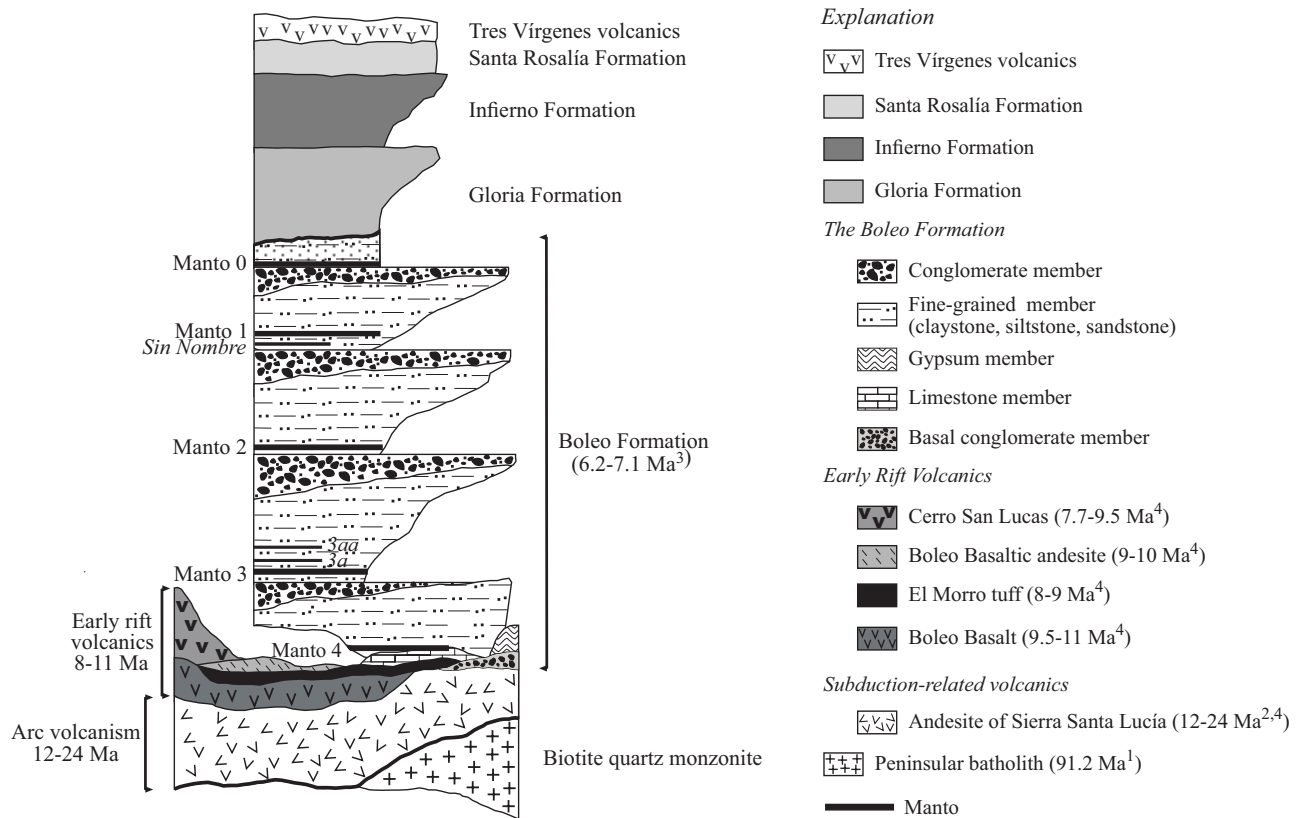 Tres Vírgenes volcanics
Santa Rosalía Formation
Infierno Formation
Gloria Formation
Manto 0
Manto 1
Sin Nombre
Manto 2
Boleo Formation
(6.2-7.1 Ma³)
3aa
3a
Manto 3
Early rift
volcanics
8-11 Ma
Manto 4
Arc volcanism
12-24 Ma
Biotite quartz monzonite
Explanation
Tres Vírgenes volcanics
Santa Rosalía Formation
Infierno Formation
Gloria Formation
The Boleo Formation
Conglomerate member
Fine-grained member
(claystone, siltstone, sandstone)
Gypsum member
Limestone member
Basal conglomerate member
Early Rift Volcanics
Cerro San Lucas (7.7-9.5 Ma⁴)
Boleo Basaltic andesite (9-10 Ma⁴)
El Morro tuff (8-9 Ma⁴)
Boleo Basalt (9.5-11 Ma⁴)
Subduction-related volcanics
Andesite of Sierra Santa Lucía (12-24 Ma²,⁴)
Peninsular batholith (91.2 Ma¹)
Manto